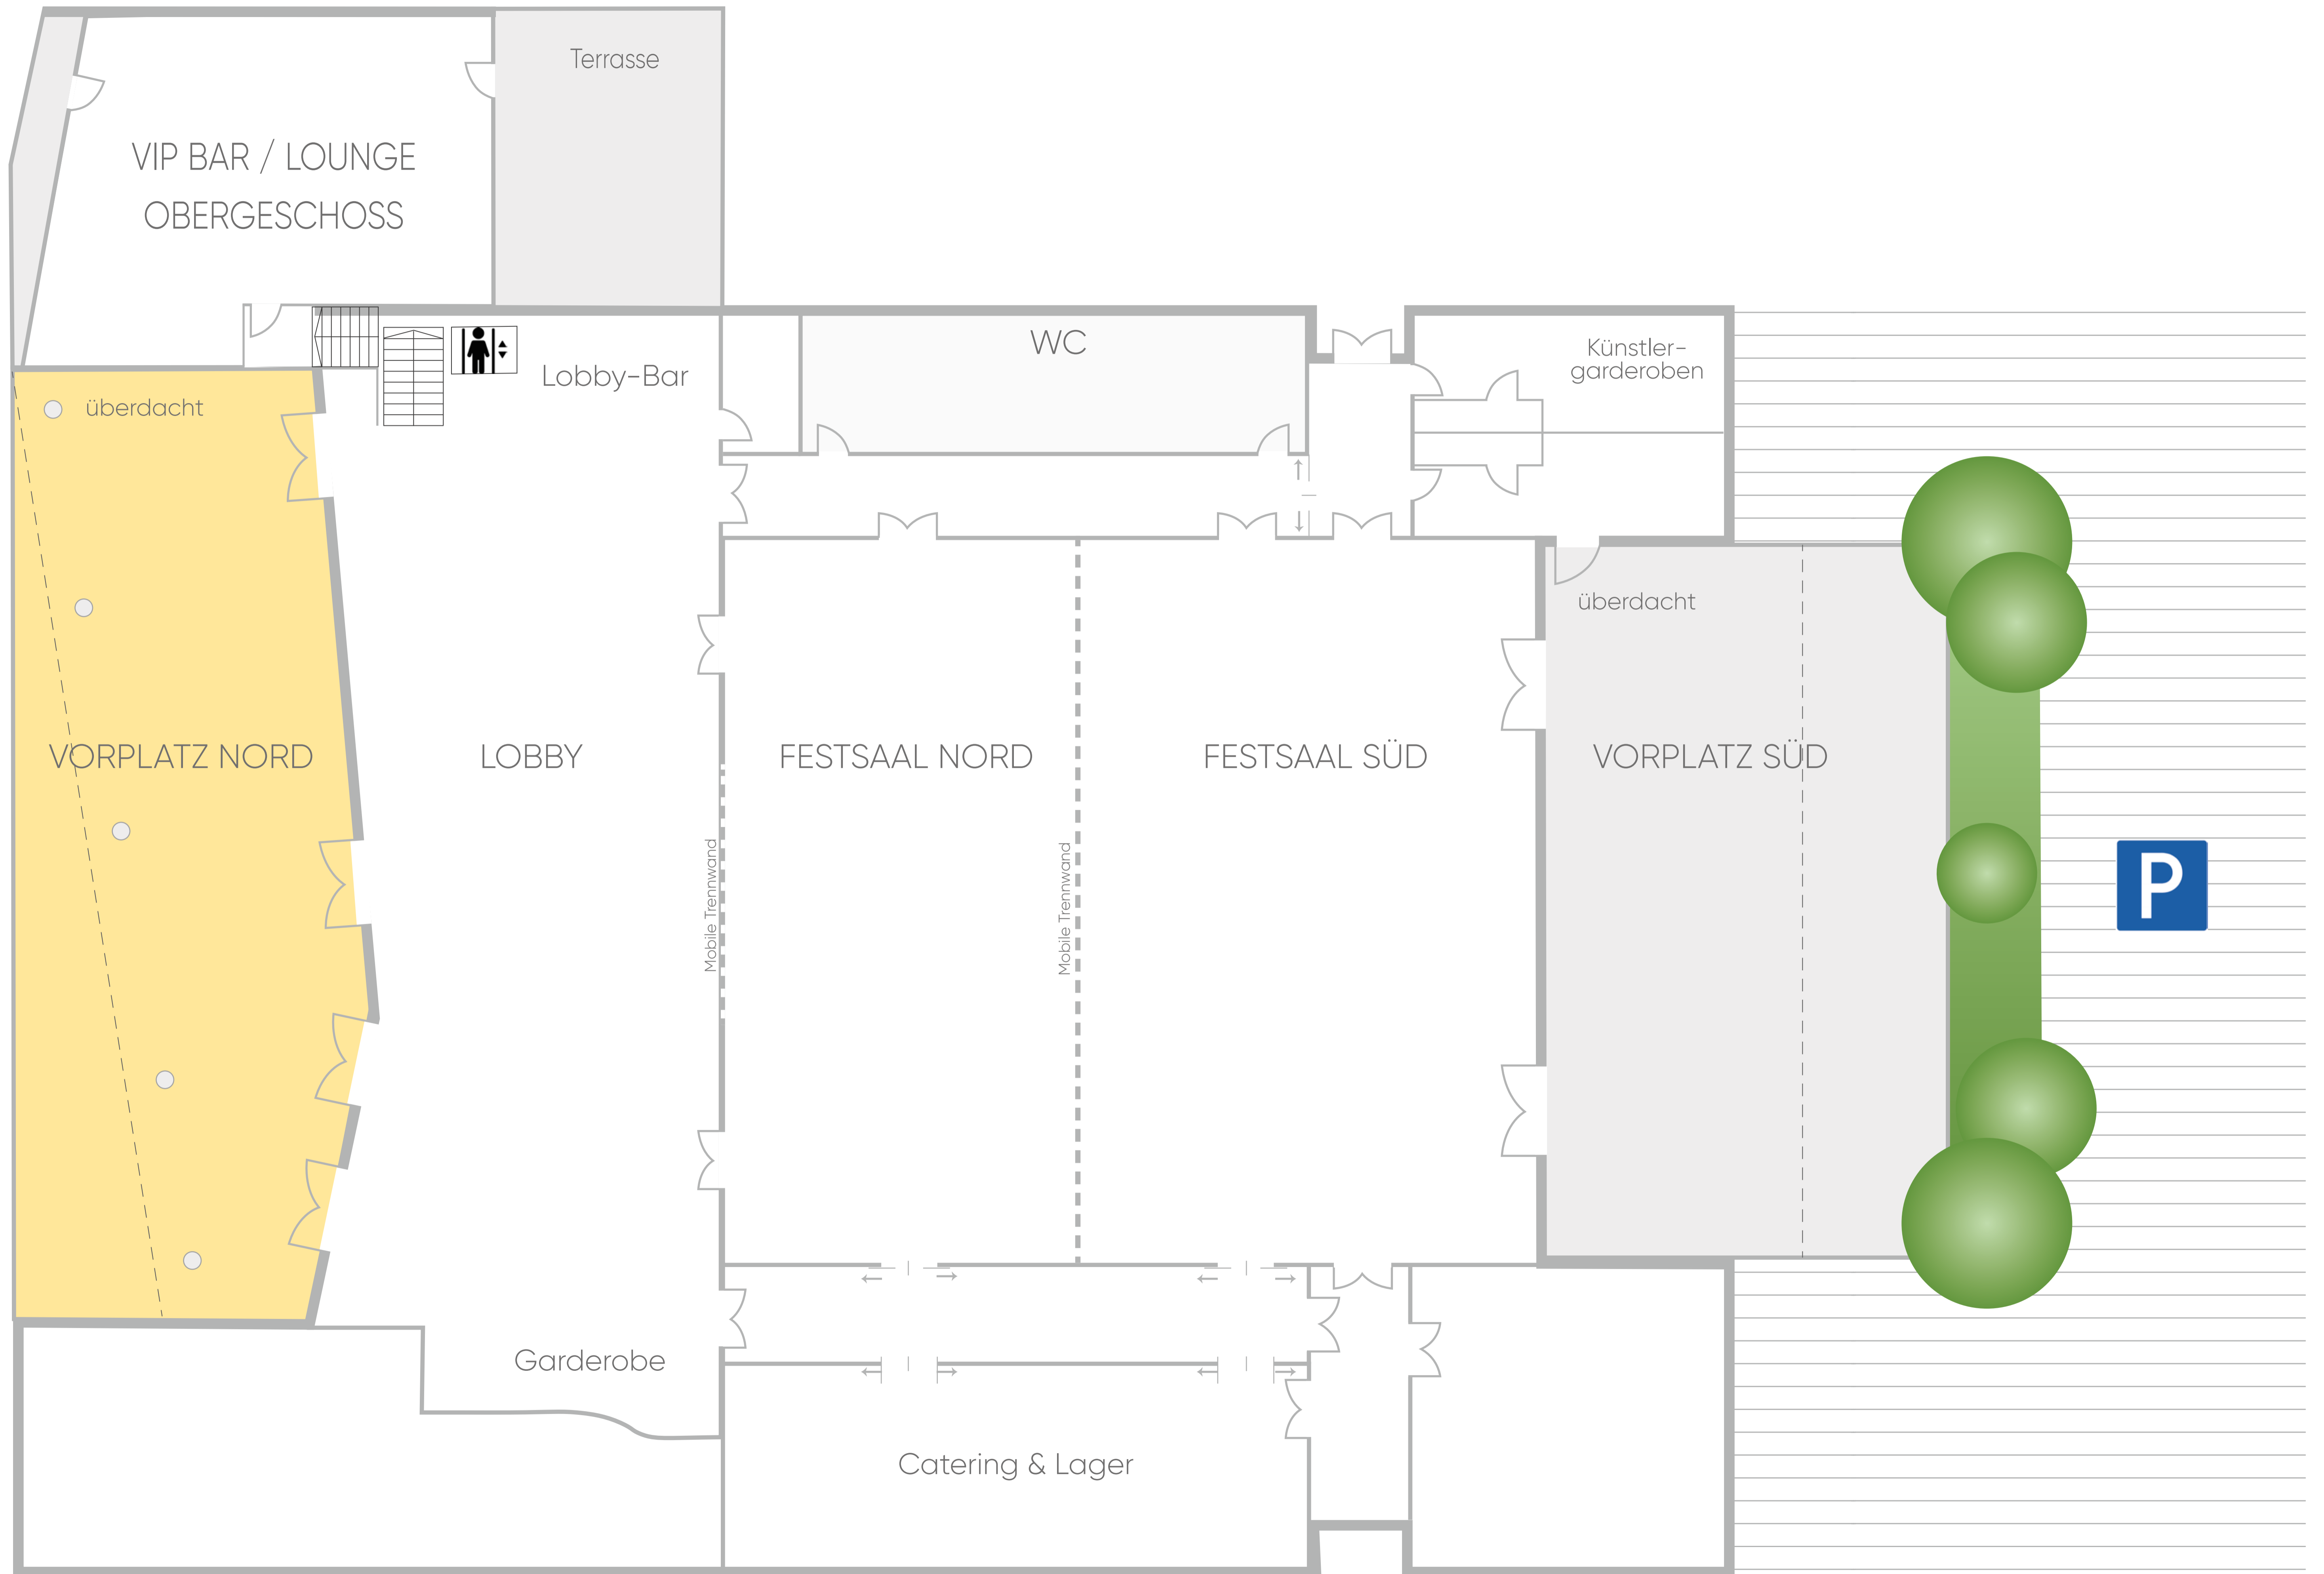 Terrasse
VIP BAR / LOUNGE
OBERGESCHOSS
WC
Künstler-
garderoben
Lobby-Bar
überdacht
überdacht
VORPLATZ NORD
LOBBY
FESTSAAL NORD
FESTSAAL SÜD
VORPLATZ SÜD
Mobile Trennwand
Mobile Trennwand
P
Garderobe
Catering & Lager